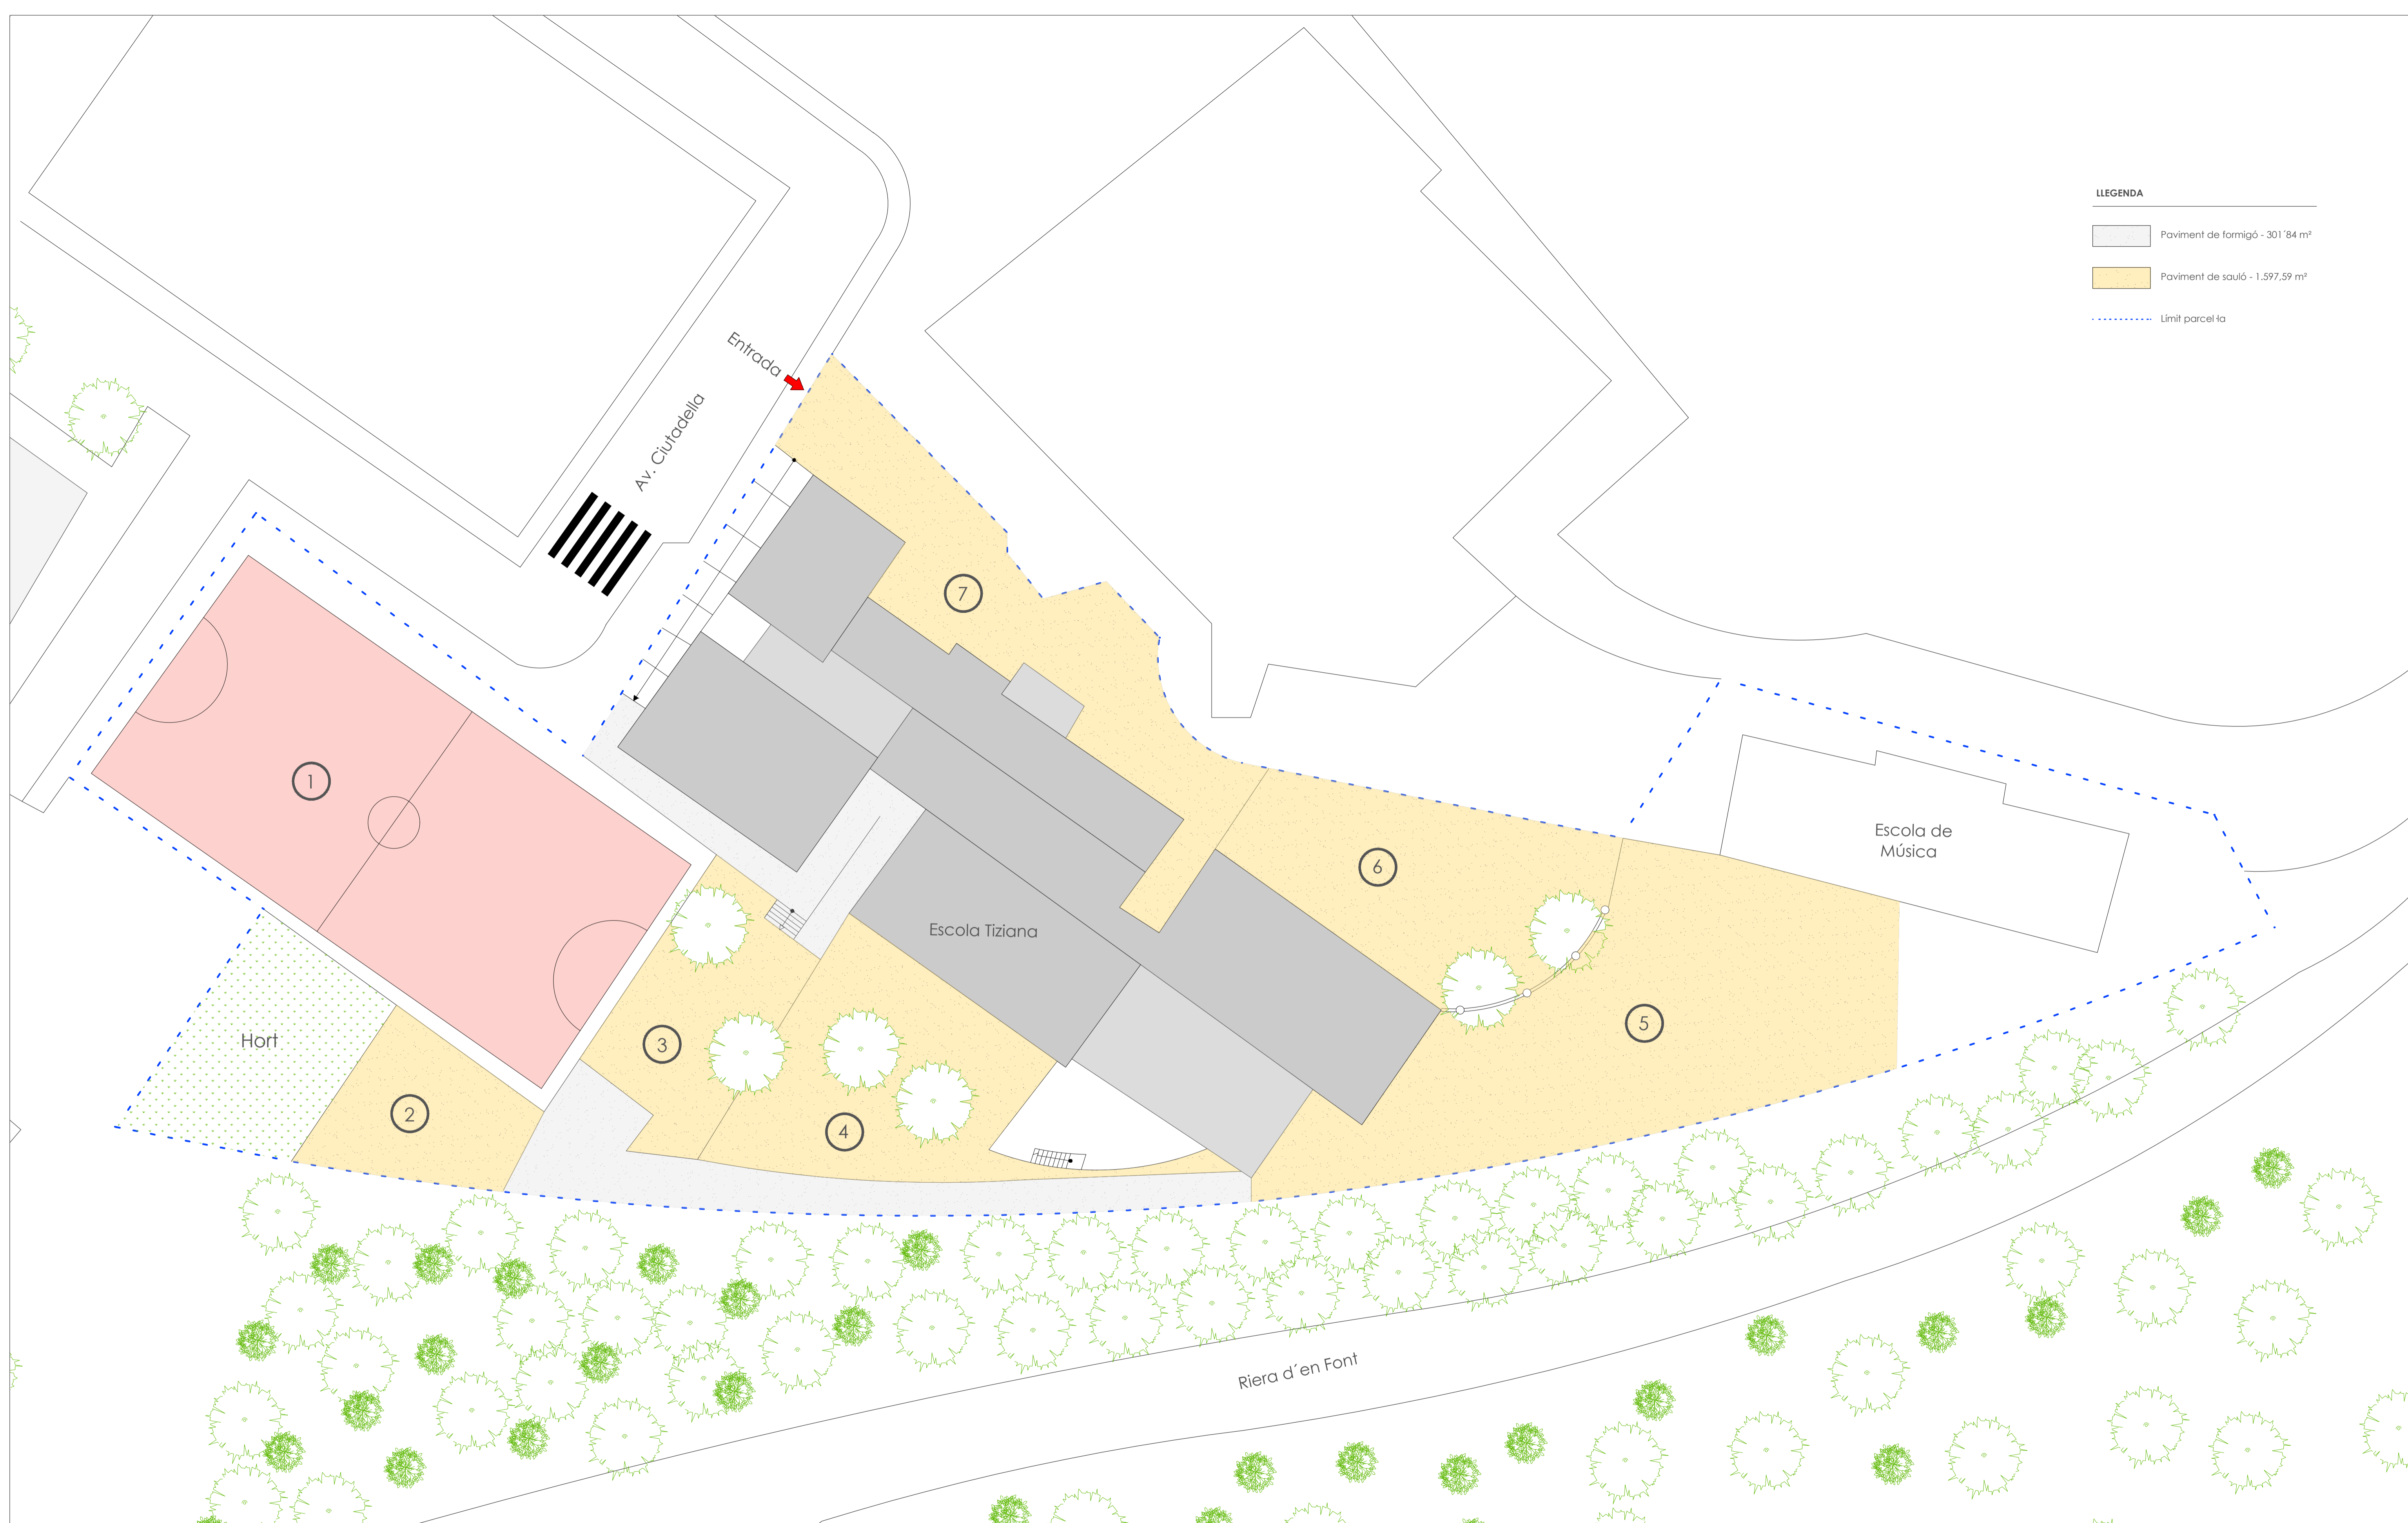 LLEGENDA
Paviment de formigó - 301´84 m²
Paviment de sauló - 1.597,59 m²
Límit parcel·la
Entrada
Av. Ciutadella
7
1
6
Escola de
Música
Escola Tiziana
5
3
Hort
2
4
Riera d´en Font